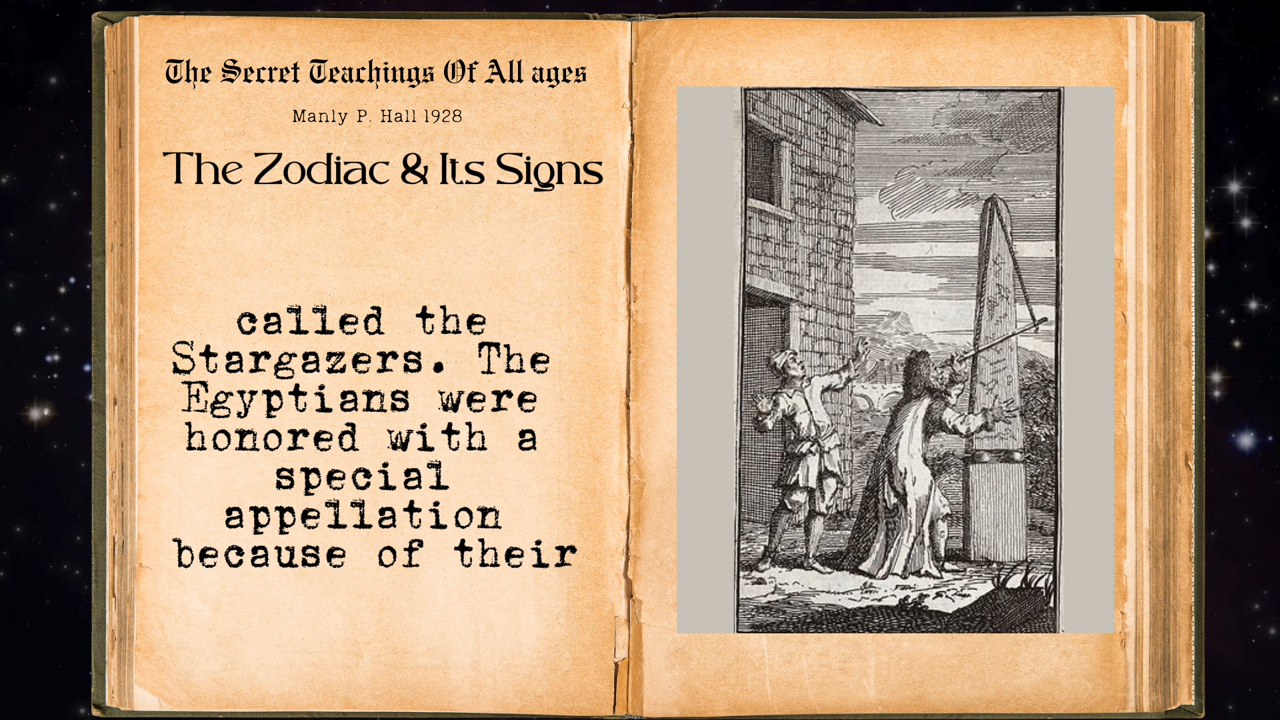 The Secret Teachings Of All ages
Manly P. Hall 1928
The Zodiac & Its Signs
called the
Stargazers. The
Egyptians were
honored with a
special
appellation
because of their